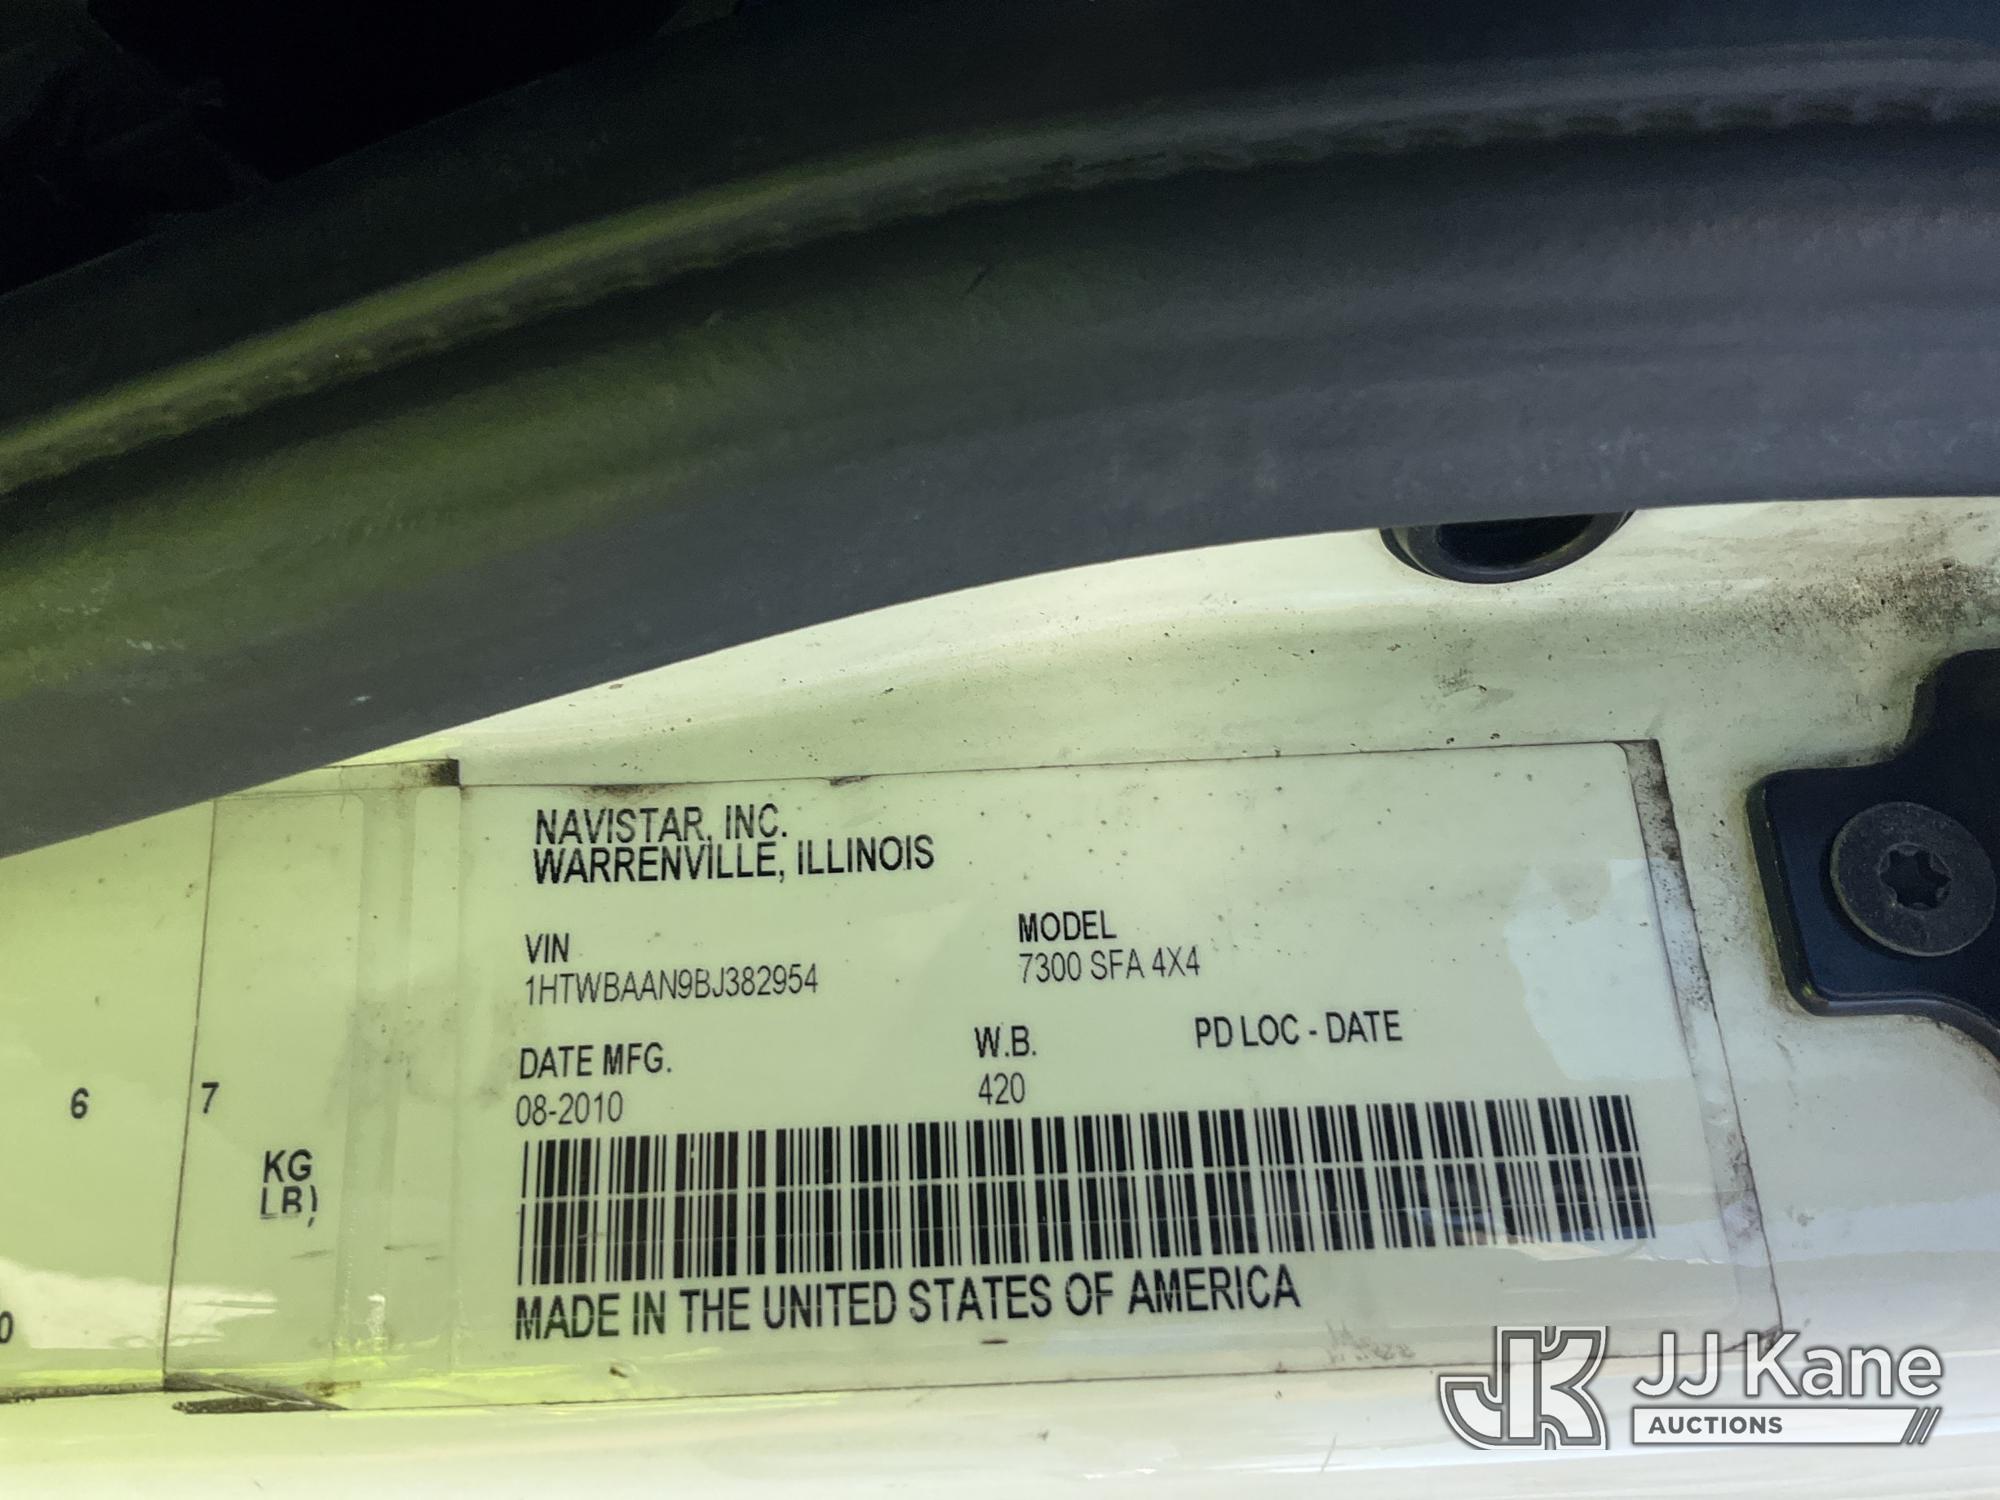 NAVISTAR, INC.
WARRENVILLE, ILLINOIS
VIN
1HTWBAAN9BJ382954
MODEL
7300 SFA 4X4
DATE MFG.
08-2010
W.B.
420
PD LOC - DATE
MADE IN THE UNITED STATES OF AMERICA
6 7
KG
LB)
0
JJ Kane
AUCTIONS